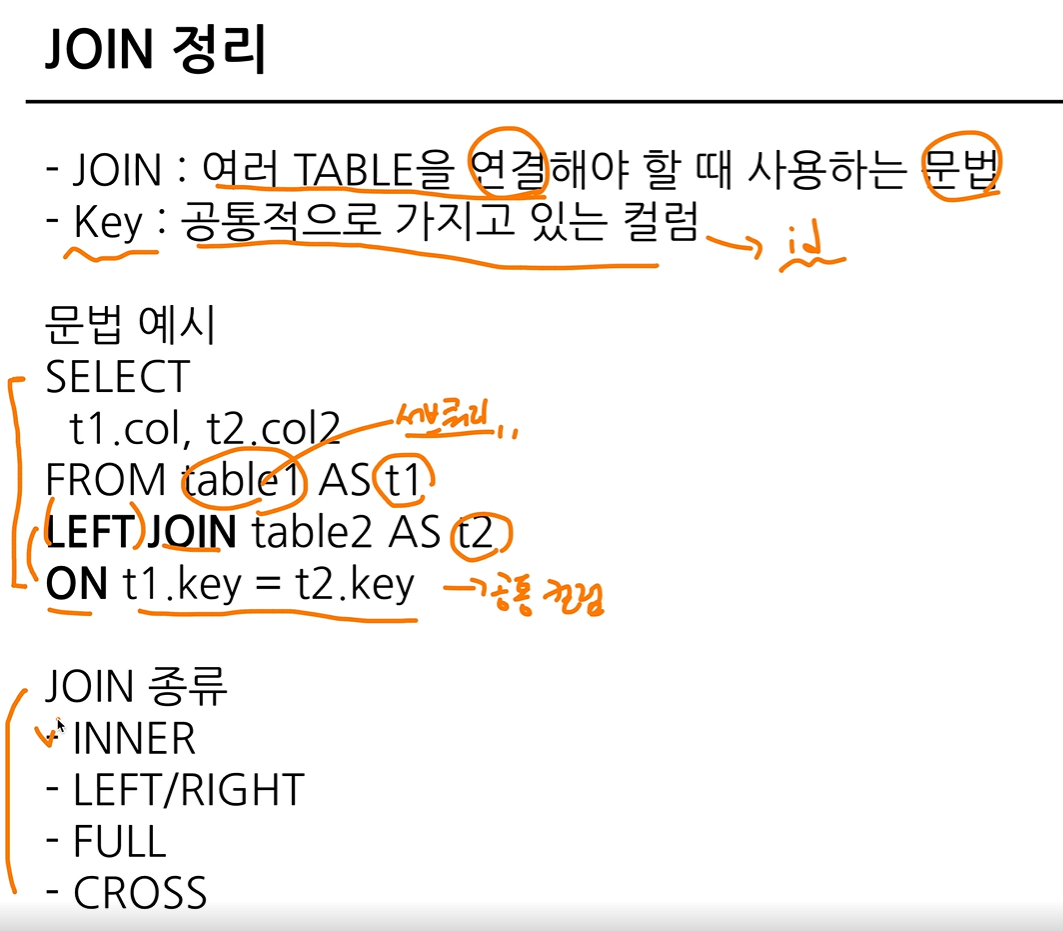 JOIN 정리
- JOIN : 여러 TABLE을 연결해야 할 때 사용하는 문법
- Key : 공통적으로 가지고 있는 컬럼 → id
문법 예시
SELECT
t1.col, t2.col2
서브쿼리
FROM table1 AS t1
LEFT JOIN table2 AS t2
ON t1.key = t2.key → 공통 컬럼
JOIN 종류
- INNER
- LEFT/RIGHT
- FULL
- CROSS